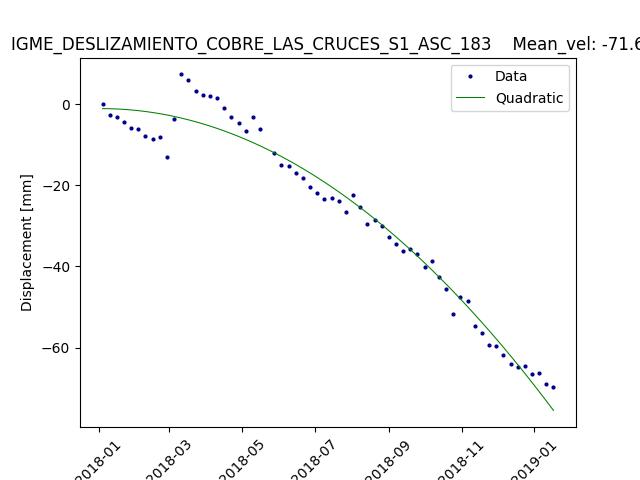 IGME_DESLIZAMIENTO_COBRE_LAS_CRUCES_S1_ASC_183 Mean_vel: -71.6
Data
Quadratic
Displacement [mm]
0
−20
−40
−60
2018-01
2018-03
2018-05
2018-07
2018-09
2018-11
2019-01